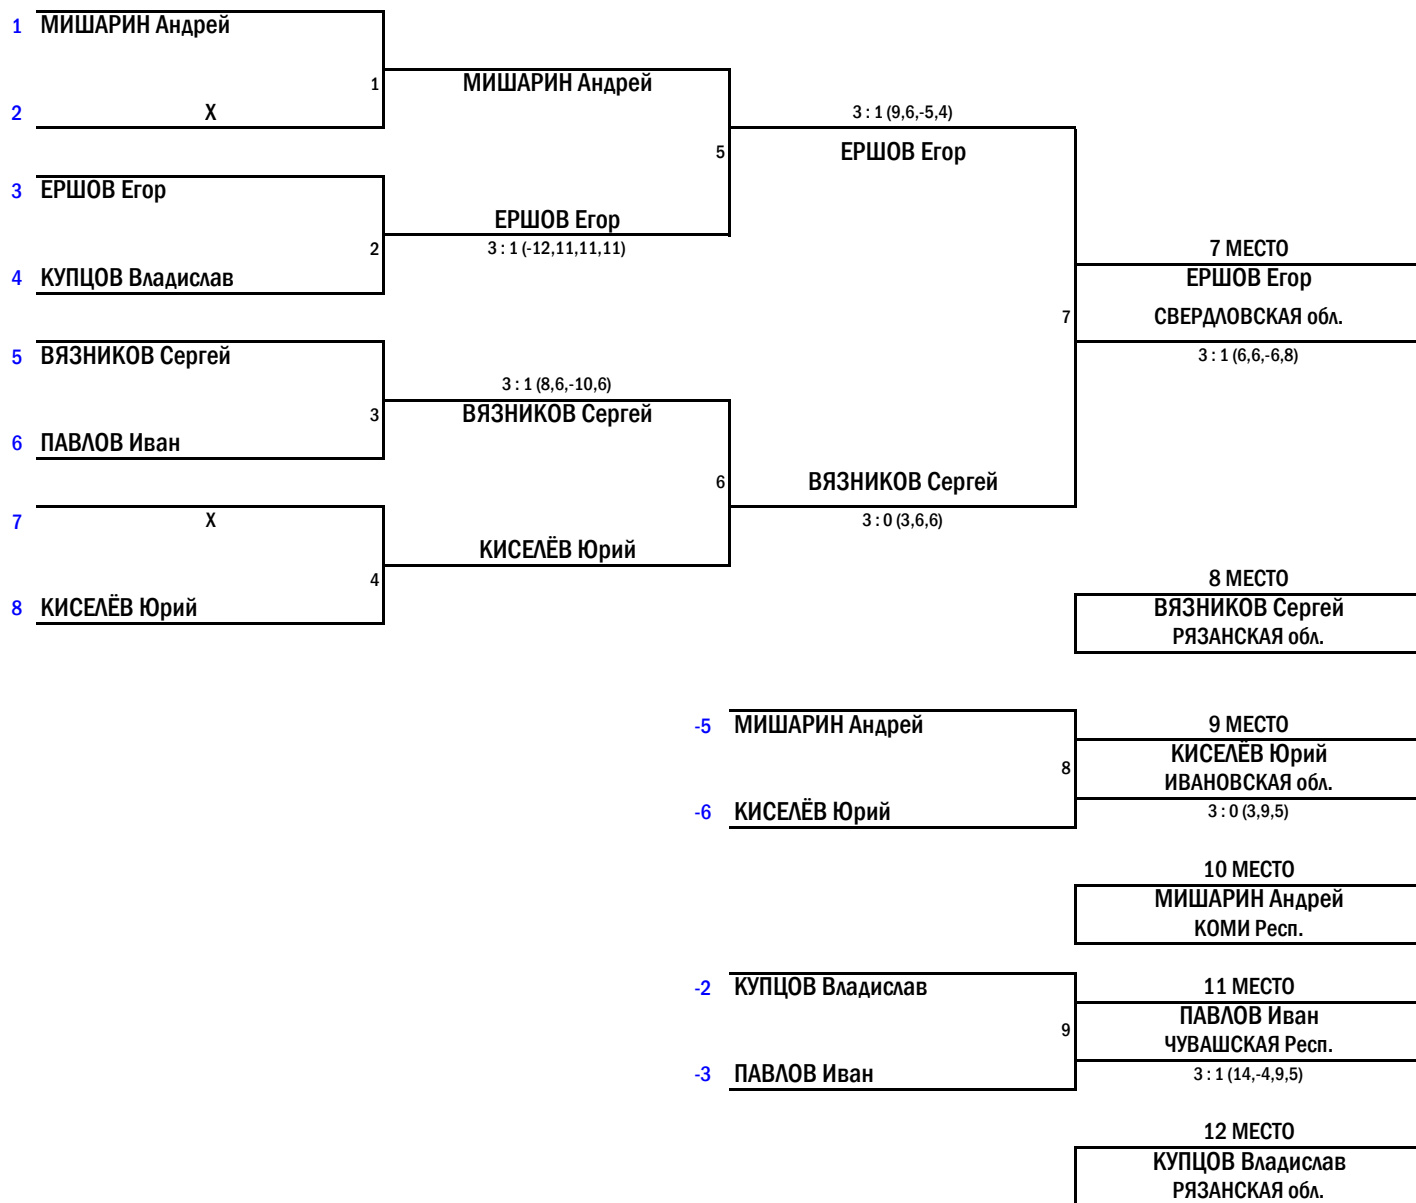 1 МИШАРИН Андрей
1
МИШАРИН Андрей
2 X
3 : 1 (9,6,-5,4)
5
ЕРШОВ Егор
3 ЕРШОВ Егор
ЕРШОВ Егор
2
3 : 1 (-12,11,11,11)
7 МЕСТО
4 КУПЦОВ Владислав
ЕРШОВ Егор
7
СВЕРДЛОВСКАЯ обл.
5 ВЯЗНИКОВ Сергей
3 : 1 (6,6,-6,8)
3 : 1 (8,6,-10,6)
3
ВЯЗНИКОВ Сергей
6 ПАВЛОВ Иван
6
ВЯЗНИКОВ Сергей
7 X
3 : 0 (3,6,6)
КИСЕЛЁВ Юрий
4
8 МЕСТО
8 КИСЕЛЁВ Юрий
ВЯЗНИКОВ Сергей
РЯЗАНСКАЯ обл.
-5 МИШАРИН Андрей
9 МЕСТО
КИСЕЛЁВ Юрий
8
ИВАНОВСКАЯ обл.
-6 КИСЕЛЁВ Юрий
3 : 0 (3,9,5)
10 МЕСТО
МИШАРИН Андрей
КОМИ Респ.
-2 КУПЦОВ Владислав
11 МЕСТО
ПАВЛОВ Иван
9
ЧУВАШСКАЯ Респ.
-3 ПАВЛОВ Иван
3 : 1 (14,-4,9,5)
12 МЕСТО
КУПЦОВ Владислав
РЯЗАНСКАЯ обл.